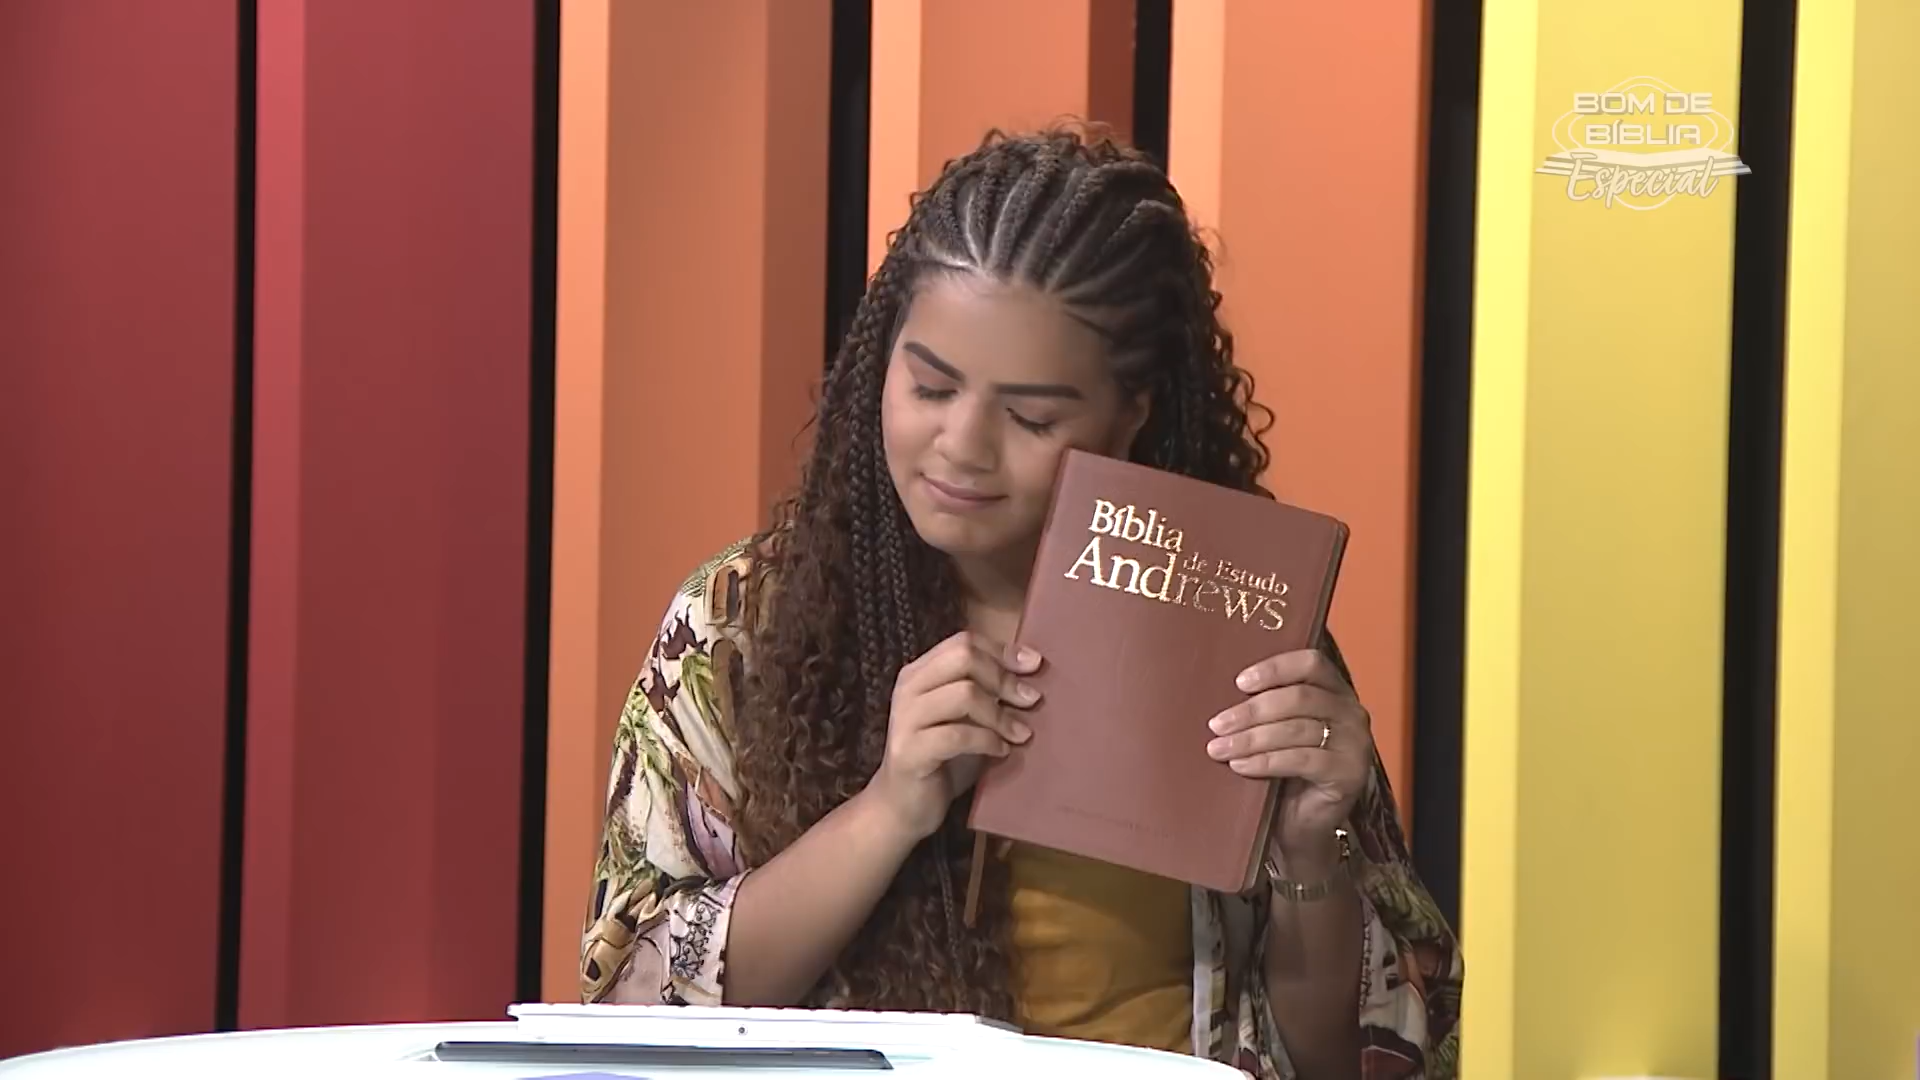 BOM DE
BÍBLIA
Especial
Bíblia
de Estudo
Andrews